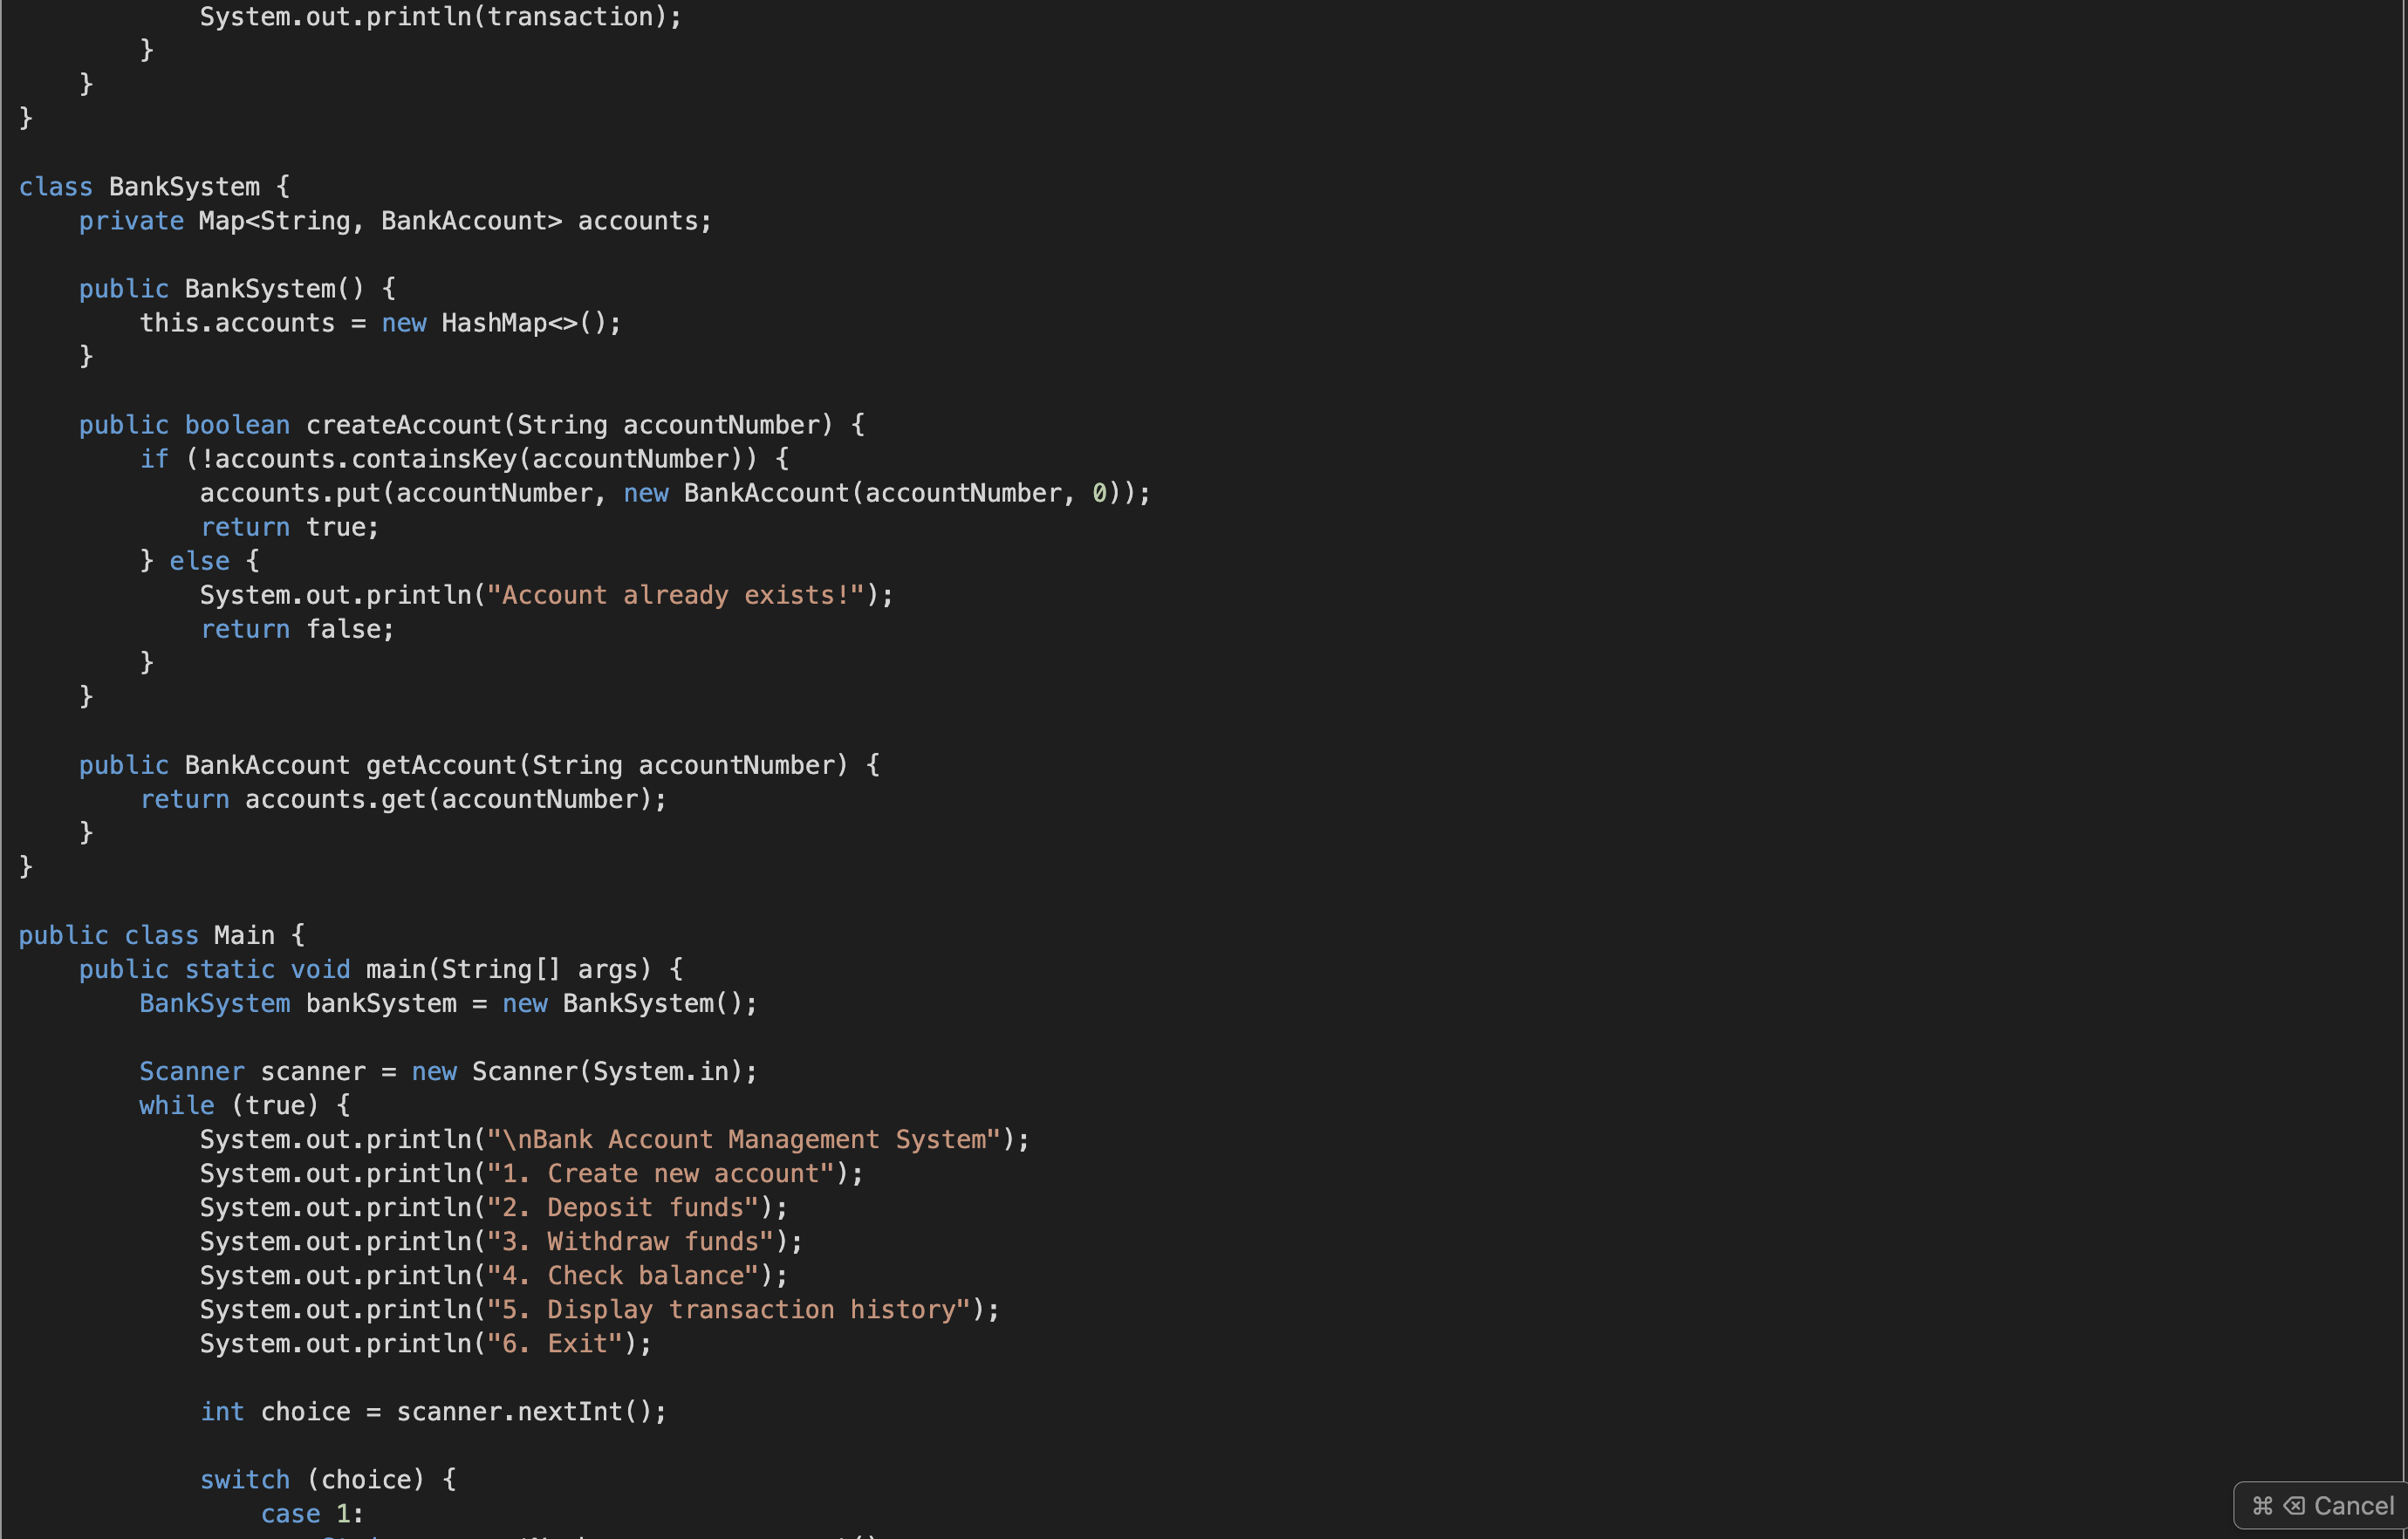 System.out.println(transaction);
        }
    }
}

class BankSystem {
    private Map<String, BankAccount> accounts;

    public BankSystem() {
        this.accounts = new HashMap<>();
    }

    public boolean createAccount(String accountNumber) {
        if (!accounts.containsKey(accountNumber)) {
            accounts.put(accountNumber, new BankAccount(accountNumber, 0));
            return true;
        } else {
            System.out.println("Account already exists!");
            return false;
        }
    }

    public BankAccount getAccount(String accountNumber) {
        return accounts.get(accountNumber);
    }
}

public class Main {
    public static void main(String[] args) {
        BankSystem bankSystem = new BankSystem();

        Scanner scanner = new Scanner(System.in);
        while (true) {
            System.out.println("\nBank Account Management System");
            System.out.println("1. Create new account");
            System.out.println("2. Deposit funds");
            System.out.println("3. Withdraw funds");
            System.out.println("4. Check balance");
            System.out.println("5. Display transaction history");
            System.out.println("6. Exit");

            int choice = scanner.nextInt();

            switch (choice) {
                case 1:
⌘ ⌫ Cancel